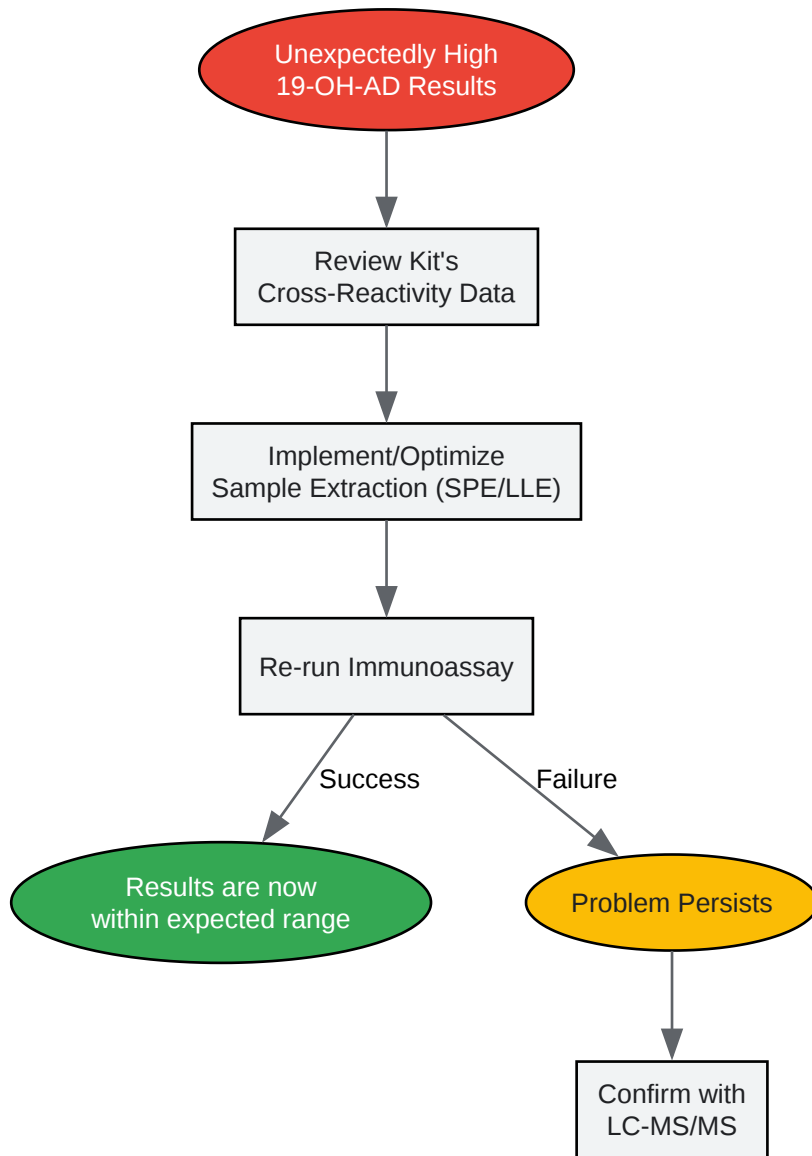 Unexpectedly High
19-OH-AD Results
Review Kit's
Cross-Reactivity Data
Implement/Optimize
Sample Extraction (SPE/LLE)
Re-run Immunoassay
Success
Failure
Results are now
within expected range
Problem Persists
Confirm with
LC-MS/MS